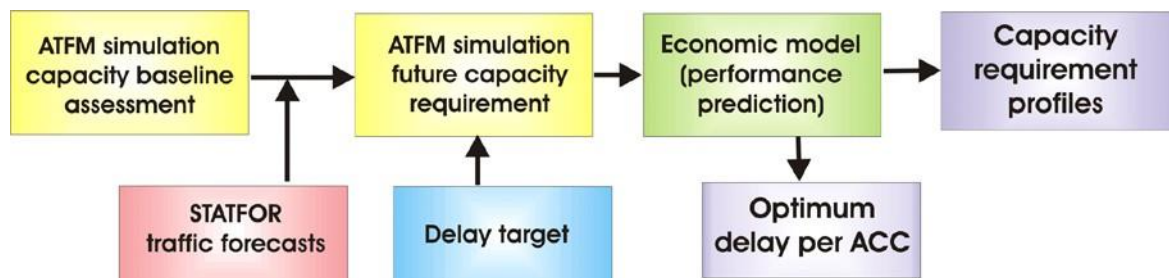 ATFM simulation
capacity baseline
assessment
ATFM simulation
future capacity
requirement
Economic model
(performance
prediction)
Capacity
requirement
profiles
STATFOR
traffic forecasts
Delay target
Optimum
delay per ACC